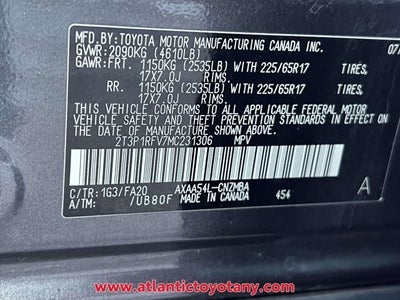 MFD. BY:TOYOTA MOTOR MANUFACTURING CANADA INC. 07/
GVWR: 2090KG (4610LB)
GAWR:FRT. 1150KG (2535LB) WITH 225/65R17 TIRES,
17X7.0J RIMS,
RR. 1150KG (2535LB) WITH 225/65R17 TIRES,
17X7.0J RIMS,
THIS VEHICLE CONFORMS TO ALL APPLICABLE
FEDERAL MOTOR VEHICLE SAFETY, BUMPER, AND
THEFT PREVENTION STANDARDS IN EFFECT ON THE
DATE OF MANUFACTURE SHOWN ABOVE.
2T3P1RFV7MC231306 MPV
C/TR:1G3/FA20 AXAA54L-CNZMBA
A/TM: /UB80F MADE IN CANADA 454
A
www.atlantictoyotany.com